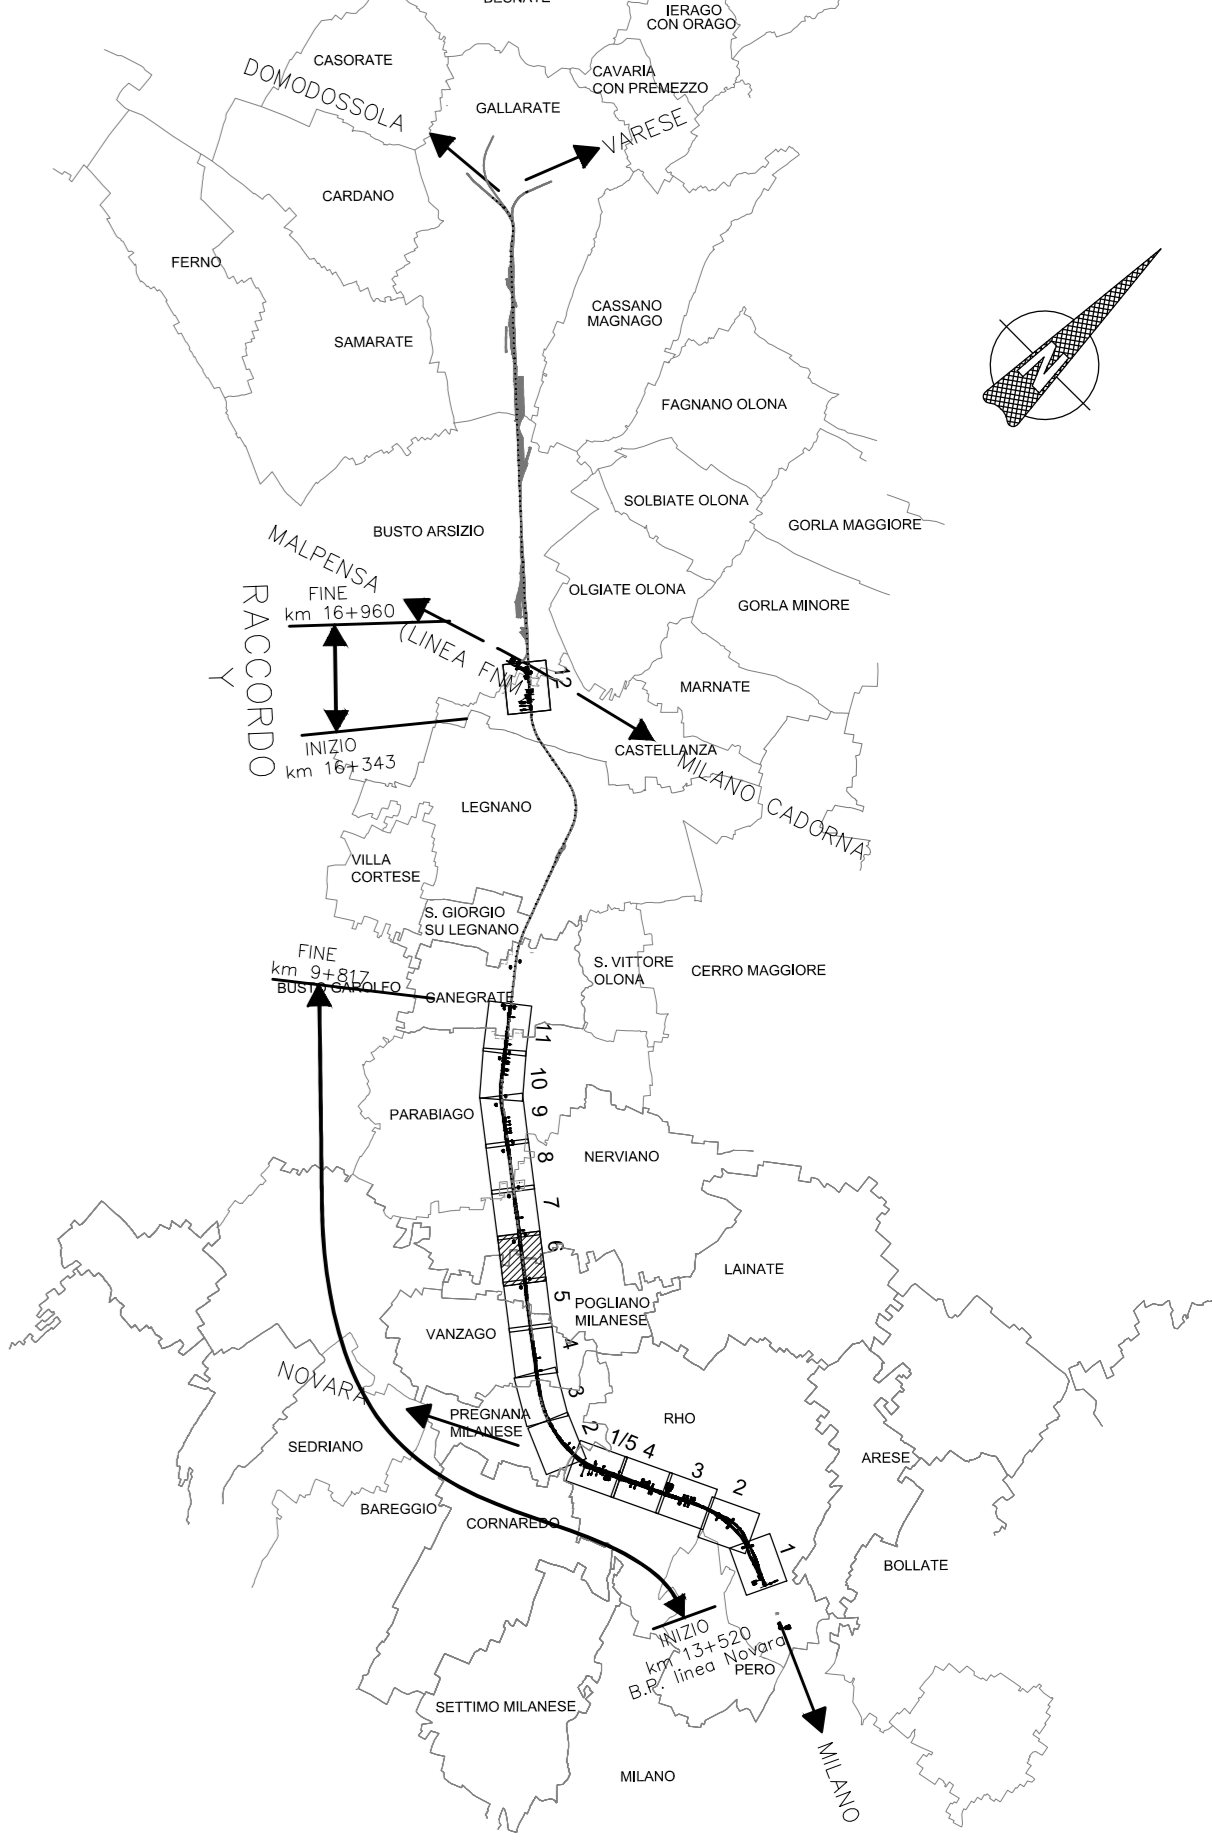 IERAGO
CON ORAGO
CASORATE
DOMODOSSOLA
CAVARIA
CON PREMEZZO
GALLARATE
VARESE
CARDANO
FERNO
CASSANO
MAGNAGO
SAMARATE
N
FAGNANO OLONA
SOLBIATE OLONA
GORLA MAGGIORE
BUSTO ARSIZIO
MALPENSA
(LINEA FNM
OLGIATE OLONA
GORLA MINORE
FINE
km 16+960
RACCORDO
Y
12
MARNATE
INIZIO
km 16+343
CASTELLANZA
MILANO CADORNA
LEGNANO
VILLA
CORTESE
S. GIORGIO
SU LEGNANO
S. VITTORE
OLONA
CERRO MAGGIORE
FINE
km 9+817
BUSTO GAROLFO
CANEGRATE
11
10
9
PARABIAGO
8
NERVIANO
7
6
LAINATE
5
POGLIANO
MILANESE
VANZAGO
4
NOVARA
3
PREGNANA
MILANESE
RHO
2
1/5
4
3
2
1
SEDRIANO
ARESE
BAREGGIO
CORNAREDO
BOLLATE
INIZIO
km 13+520
B.P. linea Novara
PERO
SETTIMO MILANESE
MILANO
MILANO